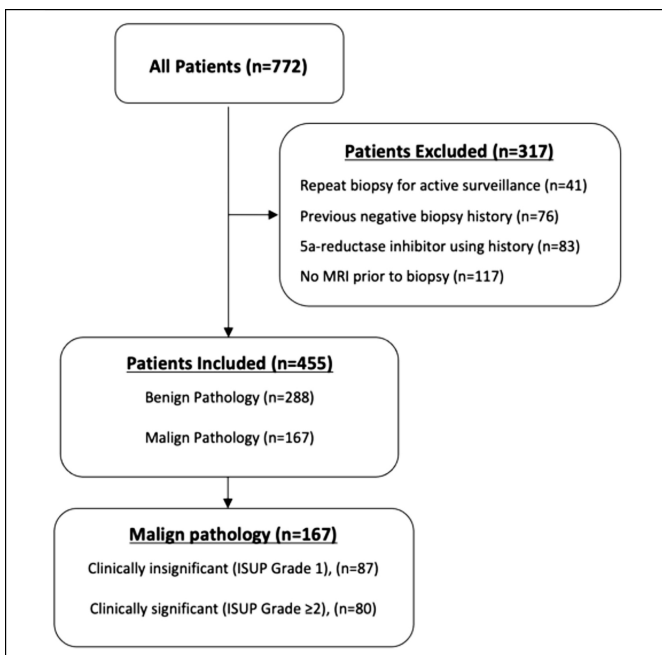 All Patients (n=772)
Patients Excluded (n=317)
Repeat biopsy for active surveillance (n=41)
Previous negative biopsy history (n=76)
5a-reductase inhibitor using history (n=83)
No MRI prior to biopsy (n=117)
Patients Included (n=455)
Benign Pathology (n=288)
Malign Pathology (n=167)
Malign pathology (n=167)
Clinically insignificant (ISUP Grade 1), (n=87)
Clinically significant (ISUP Grade ≥2), (n=80)